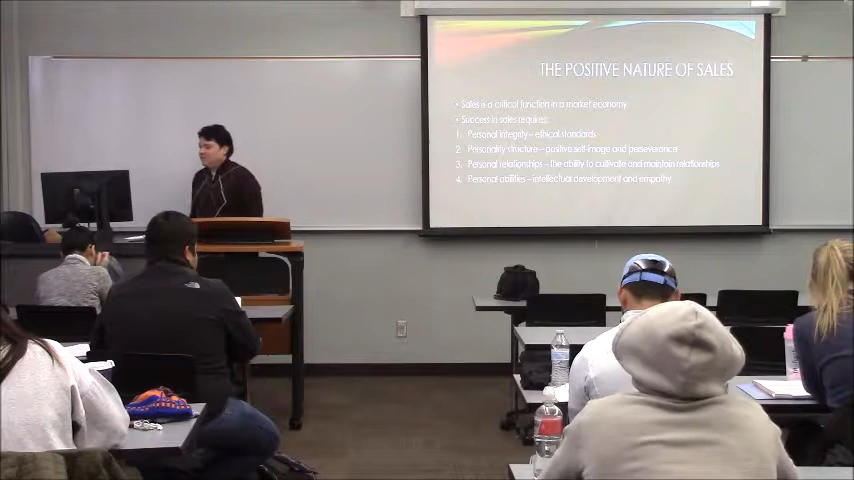 THE POSITIVE NATURE OF SALES
• Sales is a critical function in a market economy
• Success in sales requires:
1. Personal integrity – ethical standards
2. Personality structure – positive self-image and perseverance
3. Personal relationships – the ability to cultivate and maintain relationships
4. Personal abilities – intellectual development and empathy